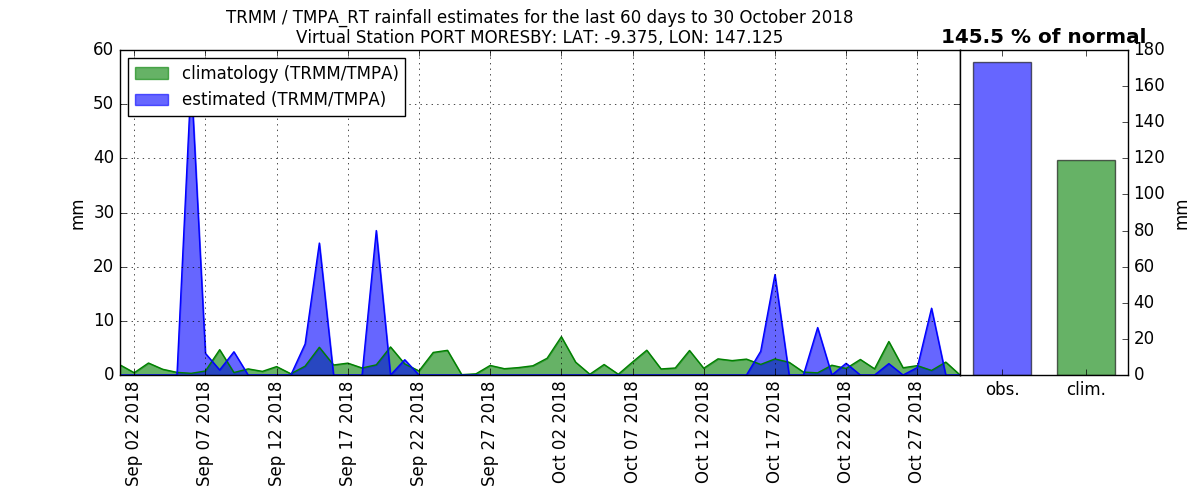 TRMM / TMPA_RT rainfall estimates for the last 60 days to 30 October 2018
Virtual Station PORT MORESBY: LAT: -9.375, LON: 147.125
145.5 % of normal
climatology (TRMM/TMPA)
estimated (TRMM/TMPA)
mm
60
50
40
30
20
10
0
Sep 02 2018
Sep 07 2018
Sep 12 2018
Sep 17 2018
Sep 22 2018
Sep 27 2018
Oct 02 2018
Oct 07 2018
Oct 12 2018
Oct 17 2018
Oct 22 2018
Oct 27 2018
obs.
clim.
180
160
140
120
100
80
60
40
20
0
mm